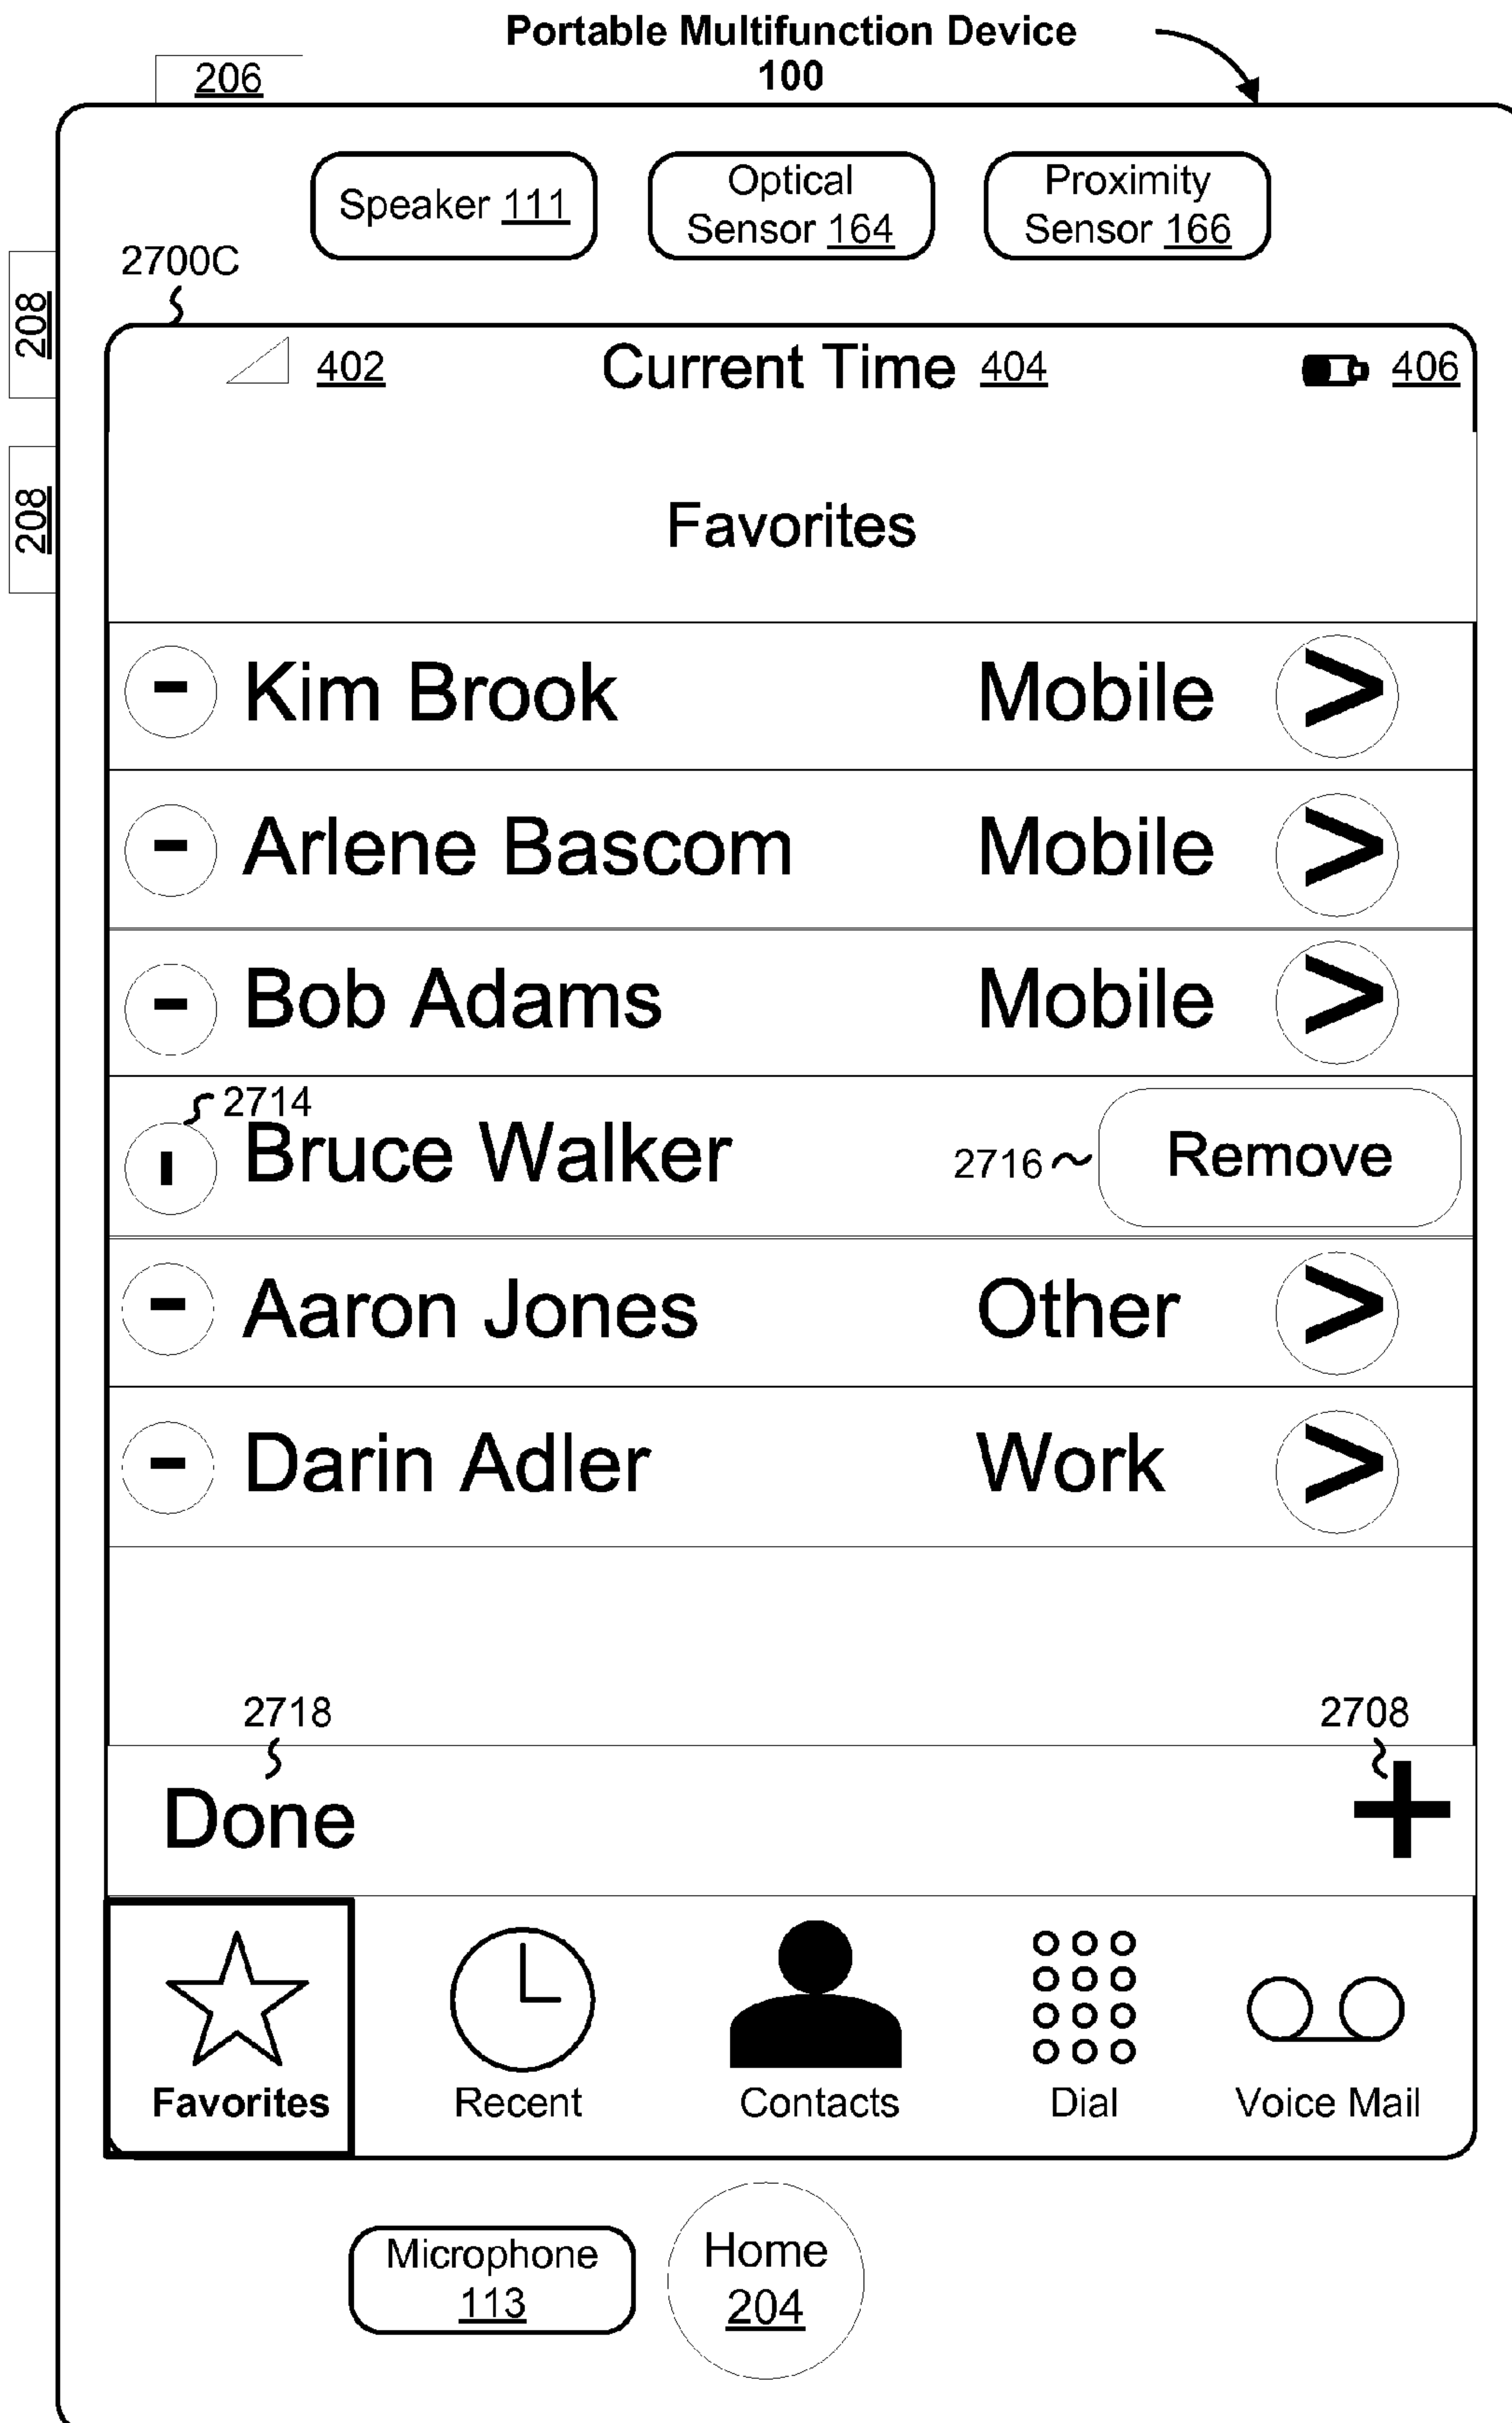 Portable Multifunction Device
100
206
Speaker 111
Optical
Sensor 164
Proximity
Sensor 166
2700C
208
208
402
Current Time 404
406
Favorites
- Kim Brook Mobile >
- Arlene Bascom Mobile >
- Bob Adams Mobile >
2714
Bruce Walker 2716 Remove
- Aaron Jones Other >
- Darin Adler Work >
2718
2708
Done +
Favorites Recent Contacts Dial Voice Mail
Microphone
113
Home
204